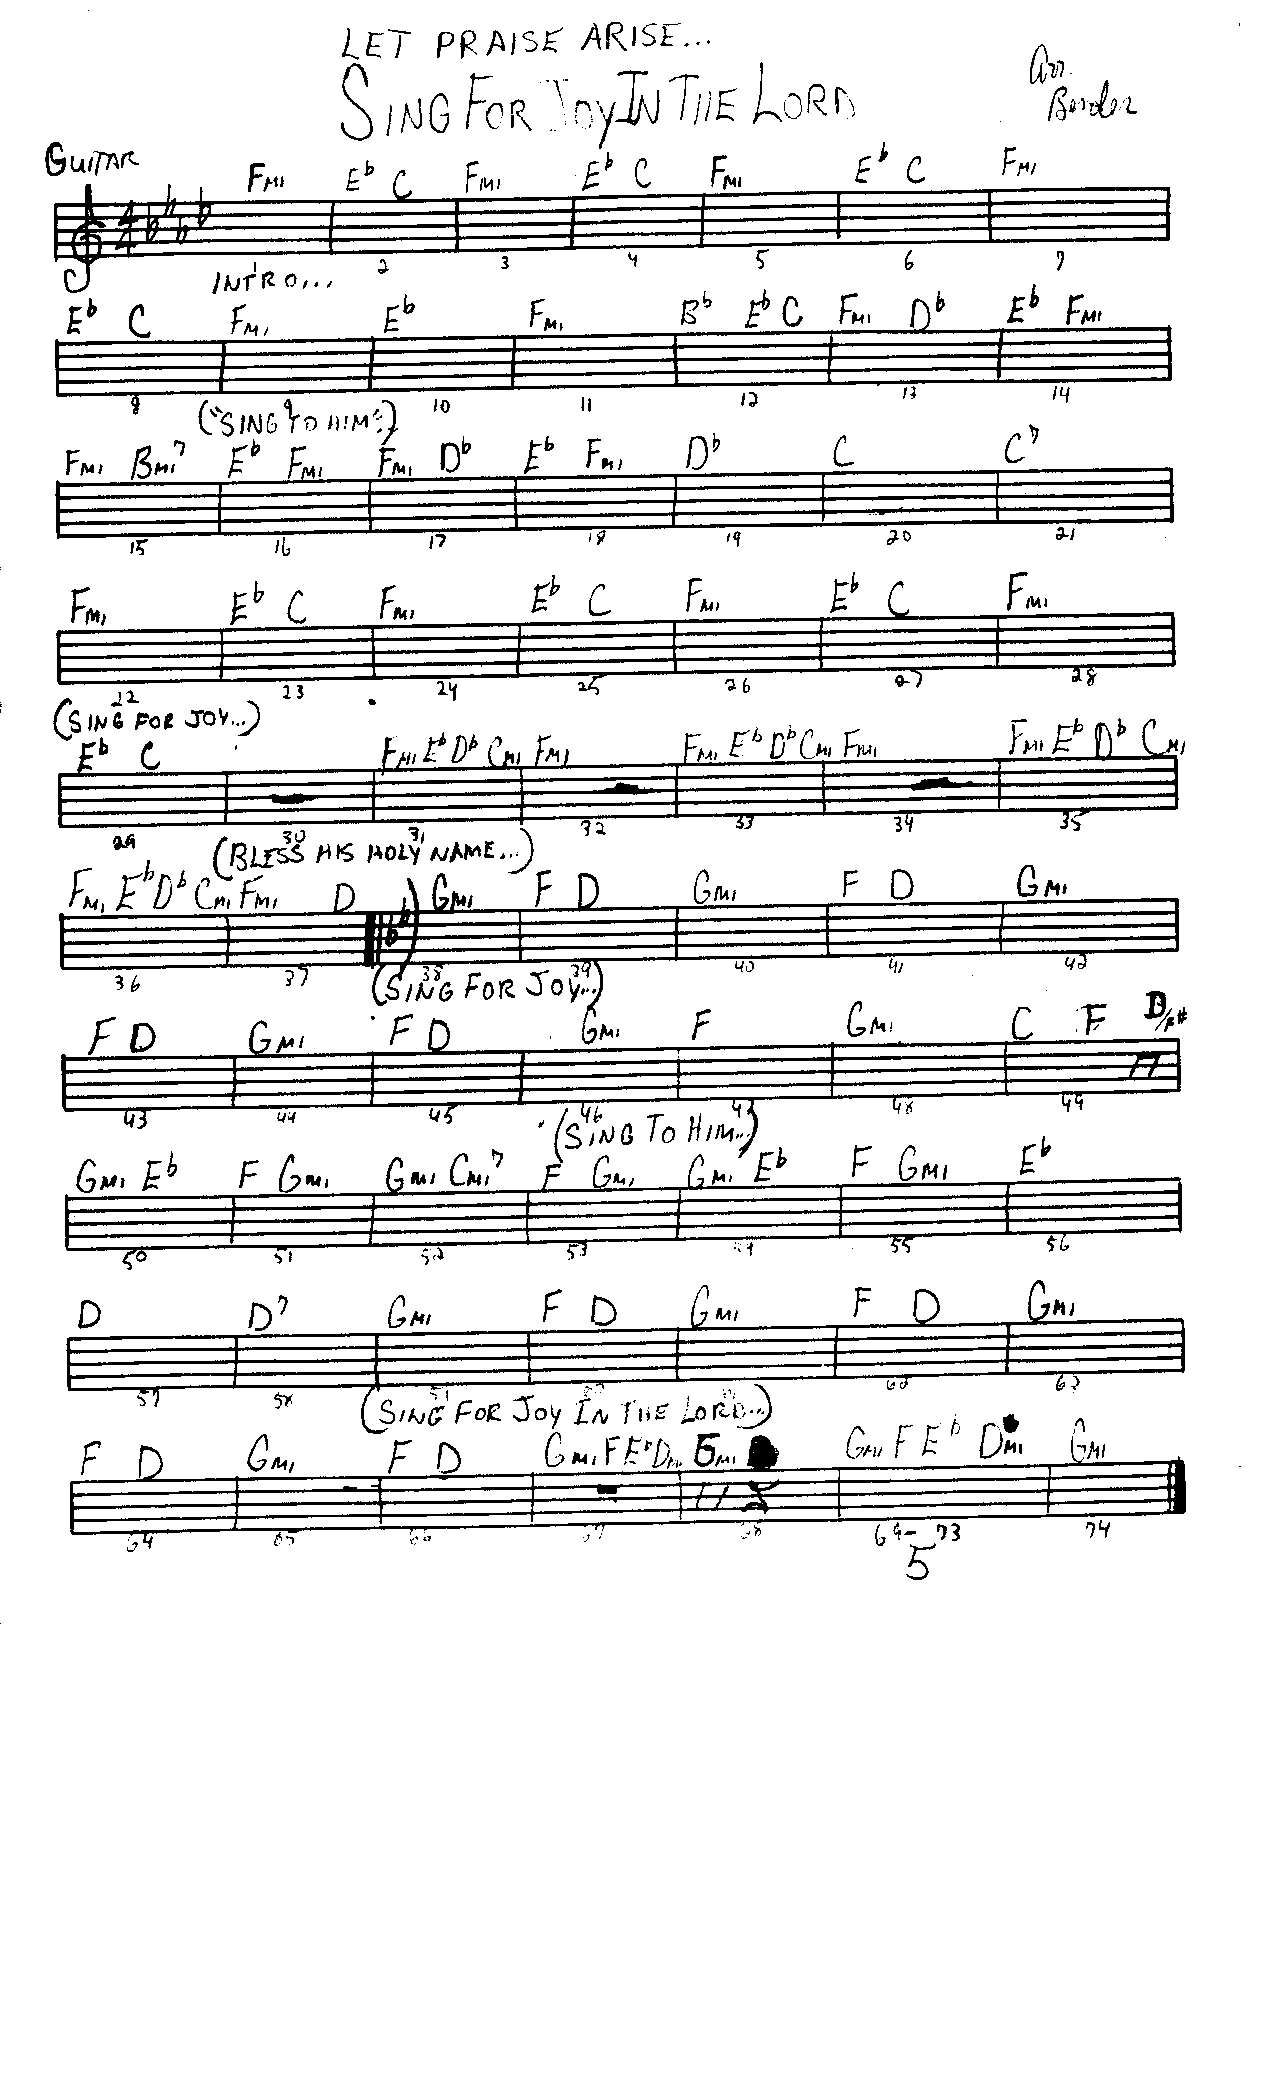 LET PRAISE ARISE...
SING FOR JOY IN THE LORD
Arr.
Bender
GUITAR
FMI Eb C FMI Eb C FMI Eb C FMI
4/4
2 3 4 5 6 7
INTRO...
Eb C FMI Eb FMI Bb Eb C FMI Db Eb FMI
8 9 10 11 12 13 14
("SING TO HIM")
FMI BMI7 Eb FMI FMI Db Eb FMI Db C C7
15 16 17 18 19 20 21
FMI Eb C FMI Eb C FMI Eb C FMI
22 23 24 25 26 27 28
(SING FOR JOY...)
Eb C FMI Eb Db CMI FMI FMI Eb Db CMI FMI FMI Eb Db CMI
29 30 31 32 33 34 35
(BLESS HIS HOLY NAME...)
FMI Eb Db CMI FMI D GMI F D GMI F D GMI
36 37 38 39 40 41 42
(SING FOR JOY...)
F D GMI F D GMI F GMI C F D/F#
43 44 45 46 47 48 49
(SING TO HIM...)
GMI Eb F GMI GMI CMI7 F GMI GMI Eb F GMI Eb
50 51 52 53 54 55 56
D D7 GMI F D GMI F D GMI
57 58 62 63
(SING FOR JOY IN THE LORD...)
F D GMI F D GMI F Eb DMI GMI GMI F Eb DMI GMI
64 65 66 67 68 69-73 74
5